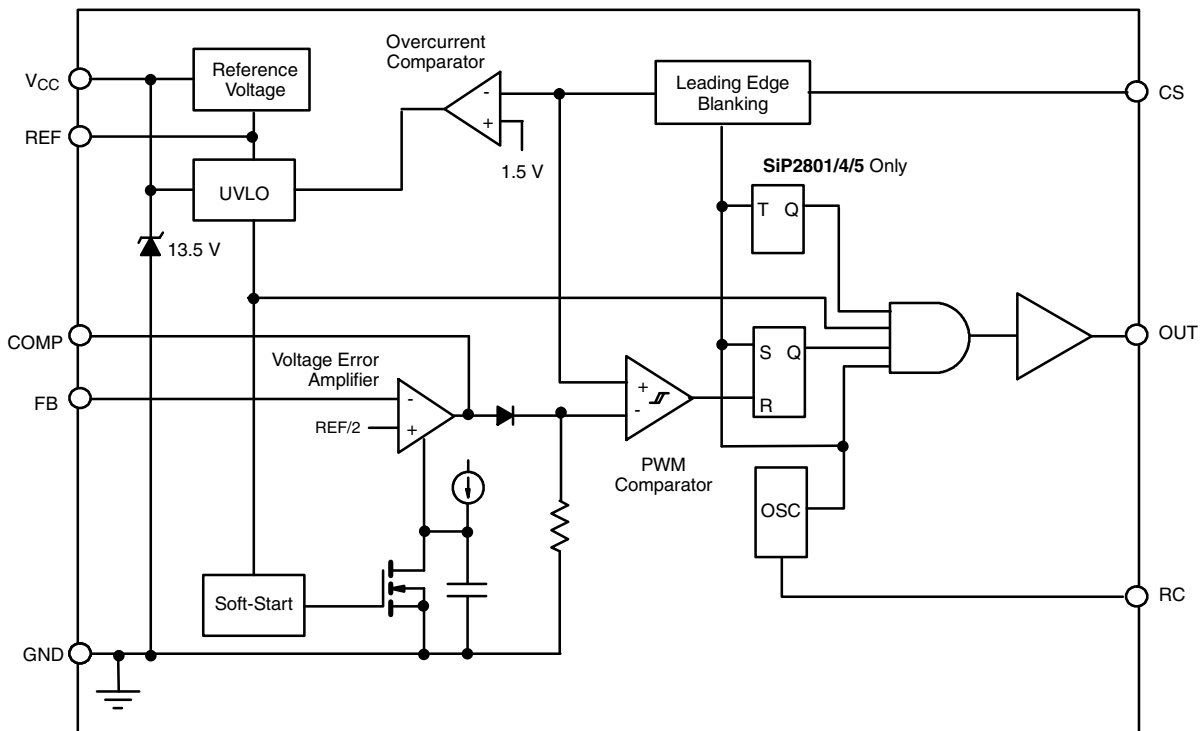 Overcurrent
Comparator
VCC
Reference
Voltage
-
+
1.5 V
Leading Edge
Blanking
CS
REF
UVLO
SiP2801/4/5 Only
T Q
13.5 V
COMP
Voltage Error
Amplifier
FB
-
+
REF/2
+
-
PWM
Comparator
S Q
R
OUT
OSC
Soft-Start
RC
GND